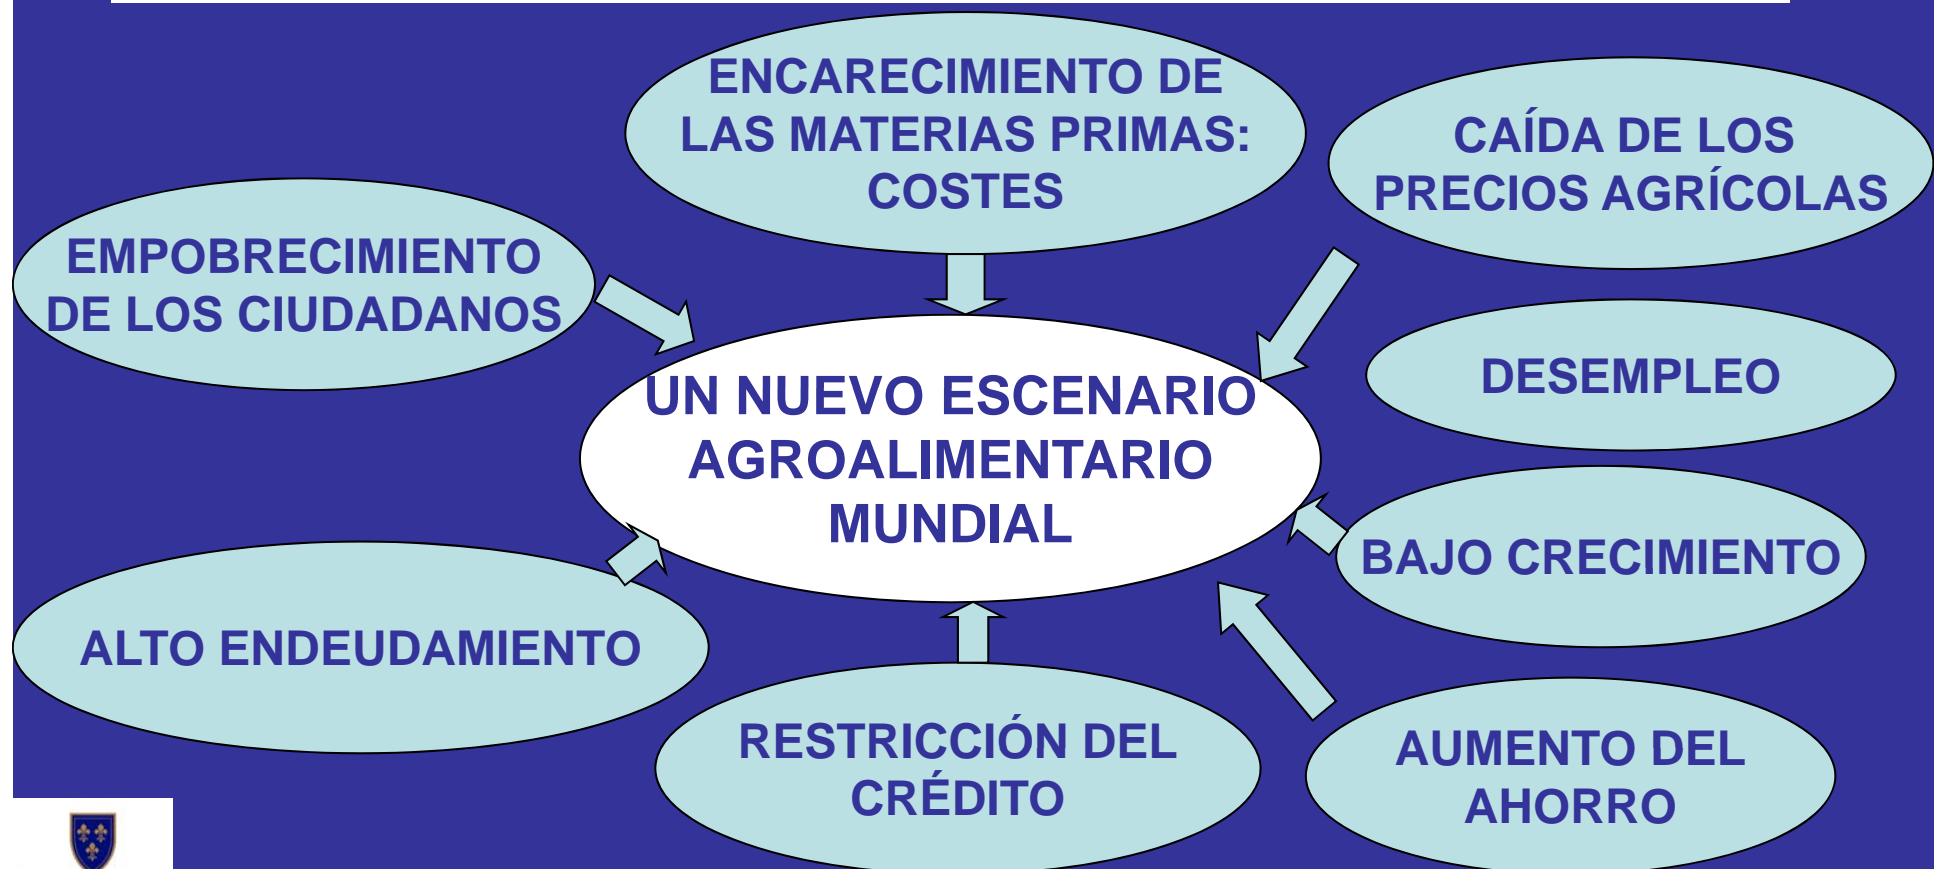 ENCARECIMIENTO DE
LAS MATERIAS PRIMAS:
COSTES
CAÍDA DE LOS
PRECIOS AGRÍCOLAS
EMPOBRECIMIENTO
DE LOS CIUDADANOS
DESEMPLEO
UN NUEVO ESCENARIO
AGROALIMENTARIO
MUNDIAL
BAJO CRECIMIENTO
ALTO ENDEUDAMIENTO
RESTRICCIÓN DEL
CRÉDITO
AUMENTO DEL
AHORRO